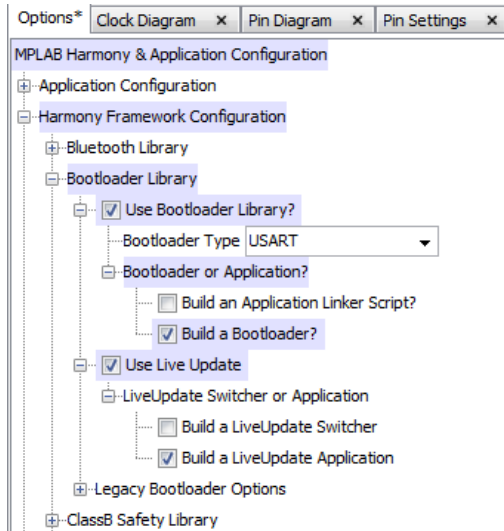 Options* Clock Diagram x Pin Diagram x Pin Settings x
MPLAB Harmony & Application Configuration
Application Configuration
Harmony Framework Configuration
Bluetooth Library
Bootloader Library
Use Bootloader Library?
Bootloader Type USART
Bootloader or Application?
Build an Application Linker Script?
Build a Bootloader?
Use Live Update
LiveUpdate Switcher or Application
Build a LiveUpdate Switcher
Build a LiveUpdate Application
Legacy Bootloader Options
ClassB Safety Library